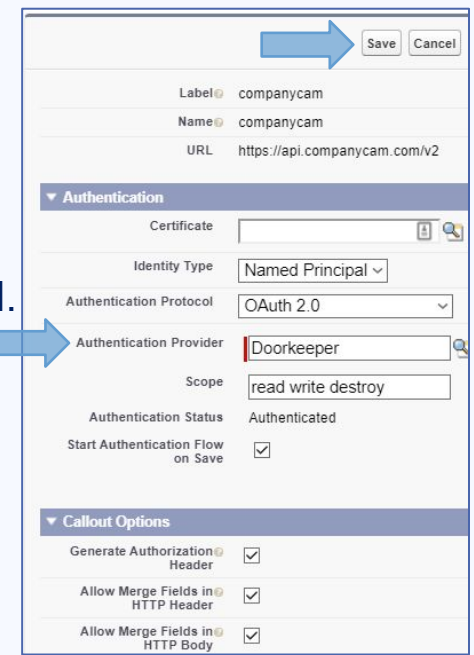 Save Cancel
Label companycam
Name companycam
URL https://api.companycam.com/v2
Authentication
Certificate
Identity Type Named Principal
Authentication Protocol OAuth 2.0
Authentication Provider Doorkeeper
Scope read write destroy
Authentication Status Authenticated
Start Authentication Flow
on Save
Callout Options
Generate Authorization
Header
Allow Merge Fields in
HTTP Header
Allow Merge Fields in
HTTP Body